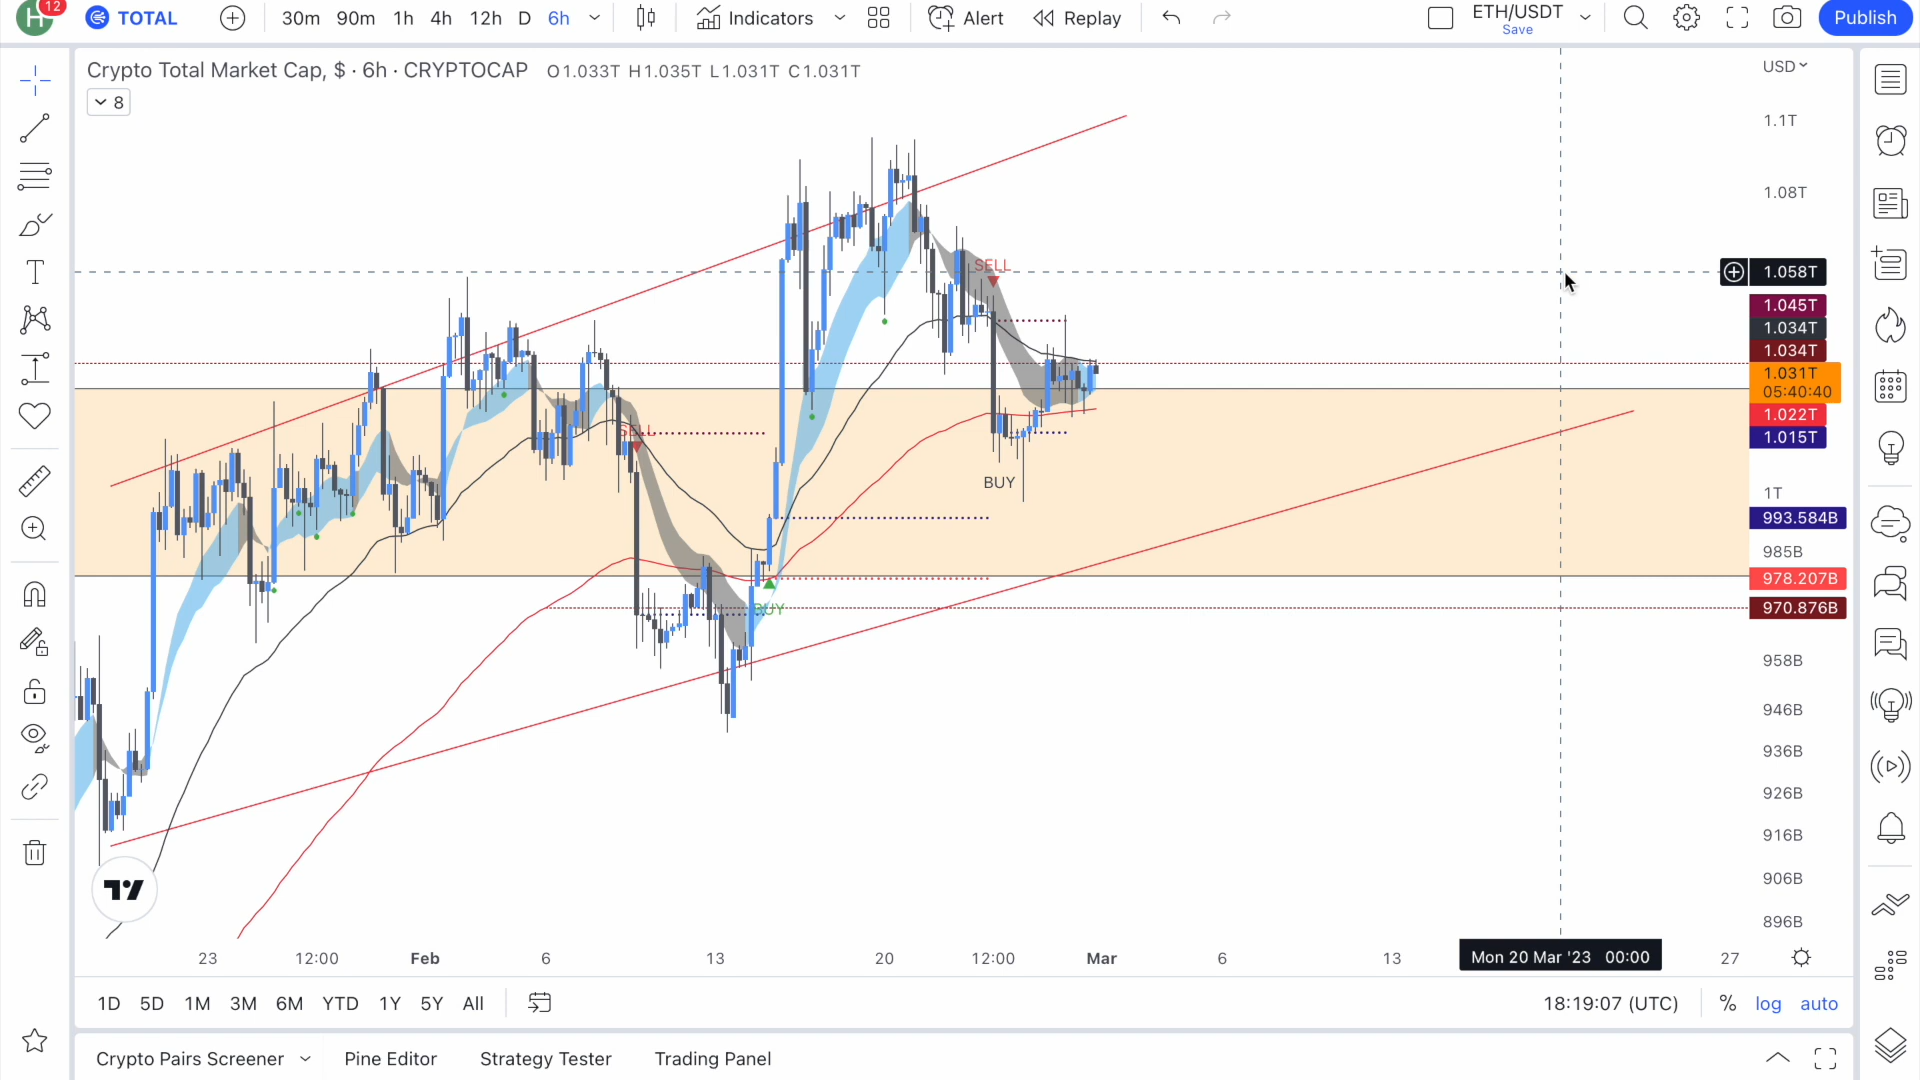 H
12
TOTAL
30m 90m 1h 4h 12h D 6h
Indicators
Alert
Replay
ETH/USDT
Save
Publish
Crypto Total Market Cap, $ · 6h · CRYPTOCAP O1.033T H1.035T L1.031T C1.031T
8
USD
1.1T
1.08T
1.058T
SELL
1.045T
1.034T
1.034T
1.031T
05:40:40
1.022T
SELL
1.015T
BUY
1T
993.584B
985B
978.207B
BUY
970.876B
958B
946B
936B
926B
916B
906B
896B
23 12:00 Feb 6 13 20 12:00 Mar 6 13 Mon 20 Mar '23 00:00 27
1D 5D 1M 3M 6M YTD 1Y 5Y All
18:19:07 (UTC) % log auto
Crypto Pairs Screener Pine Editor Strategy Tester Trading Panel